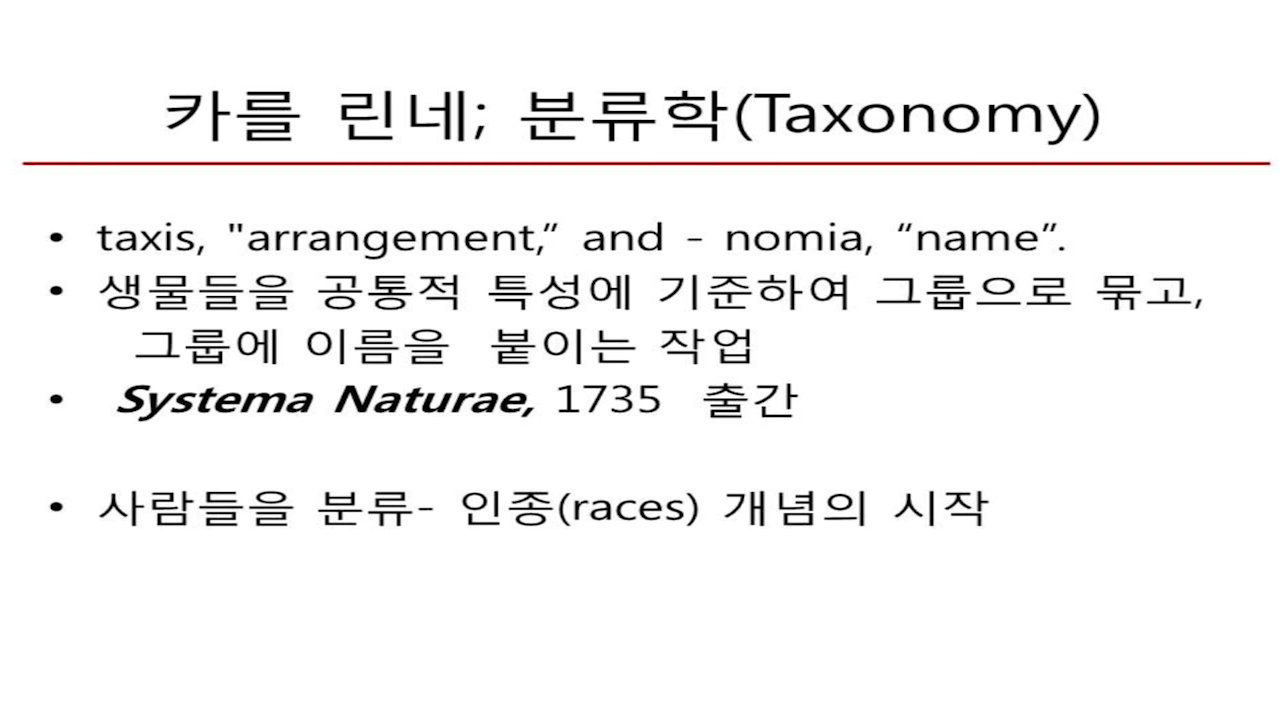 카를 린네; 분류학(Taxonomy)
• taxis, "arrangement,” and - nomia, “name”.
• 생물들을 공통적 특성에 기준하여 그룹으로 묶고,
그룹에 이름을 붙이는 작업
• Systema Naturae, 1735 출간
• 사람들을 분류- 인종(races) 개념의 시작